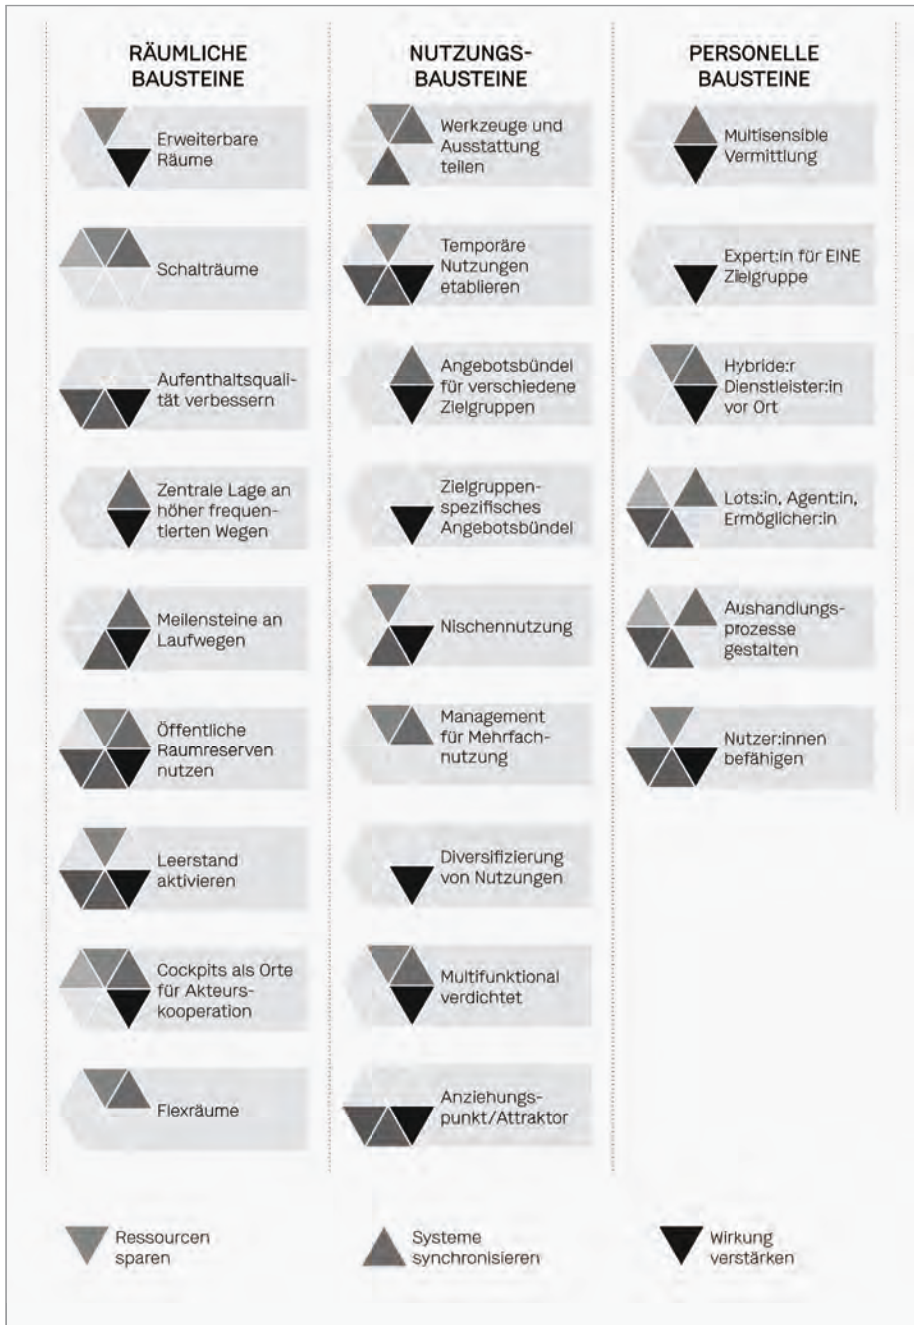 RÄUMLICHE
BAUSTEINE
Erweiterbare
Räume
Schalträume
Aufenthaltsquali-
tät verbessern
Zentrale Lage an
höher frequen-
tierten Wegen
Meilensteine an
Laufwegen
Öffentliche
Raumreserven
nutzen
Leerstand
aktivieren
Cockpits als Orte
für Akteurs-
kooperation
Flexräume
NUTZUNGS-
BAUSTEINE
Werkzeuge und
Ausstattung
teilen
Temporäre
Nutzungen
etablieren
Angebotsbündel
für verschiedene
Zielgruppen
Zielgruppen-
spezifisches
Angebotsbündel
Nischennutzung
Management
für Mehrfach-
nutzung
Diversifizierung
von Nutzungen
Multifunktional
verdichtet
Anziehungs-
punkt/Attraktor
PERSONELLE
BAUSTEINE
Multisensible
Vermittlung
Expert:in für EINE
Zielgruppe
Hybride:r
Dienstleister:in
vor Ort
Lots:in, Agent:in,
Ermöglicher:in
Aushandlungs-
prozesse
gestalten
Nutzer:innen
befähigen
Ressourcen
sparen
Systeme
synchronisieren
Wirkung
verstärken